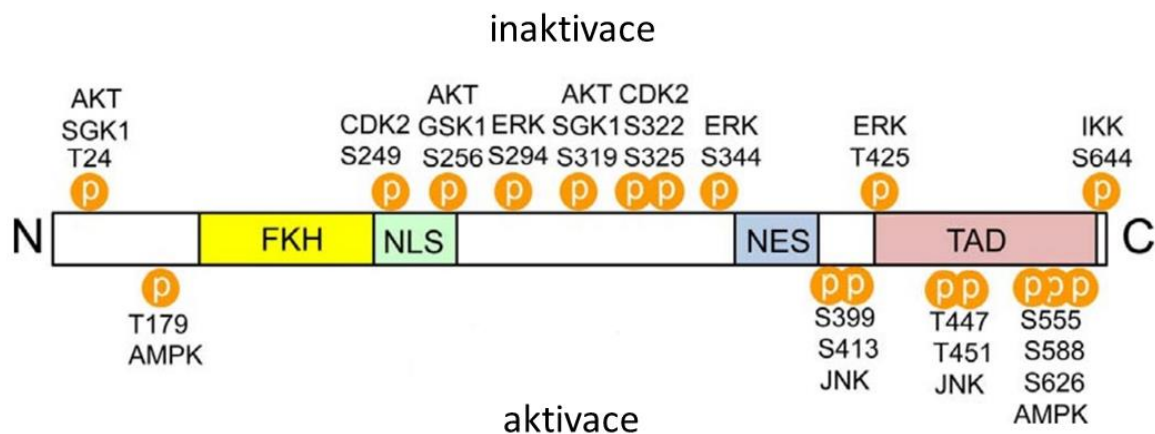 inaktivace
AKT
SGK1
T24
CDK2
S249
AKT
GSK1
S256
ERK
S294
AKT
SGK1
S319
CDK2
S322
S325
ERK
S344
ERK
T425
IKK
S644
p p p p p p p p p p
N FKH NLS NES TAD C
p p p p p p p p
T179
AMPK
S399
S413
JNK
T447
T451
JNK
S555
S588
S626
AMPK
aktivace